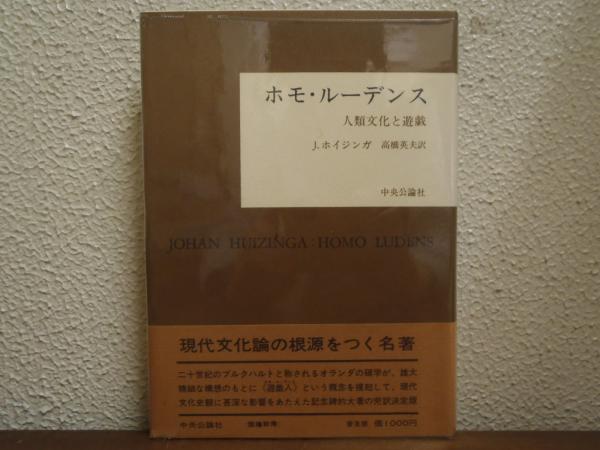 ホモ・ルーデンス
人類文化と遊戯
J.ホイジンガ 高橋英夫訳
中央公論社
JOHAN HUIZINGA:HOMO LUDENS
現代文化論の根源をつく名著
二十世紀のブルクハルトと称されるオランダの碩学が、雄大
精細な構想のもとに《遊戯人》という概念を提起して、現代
文化史観に甚深な影響をあたえた記念碑的大著の完訳決定版
中央公論社 価1000円